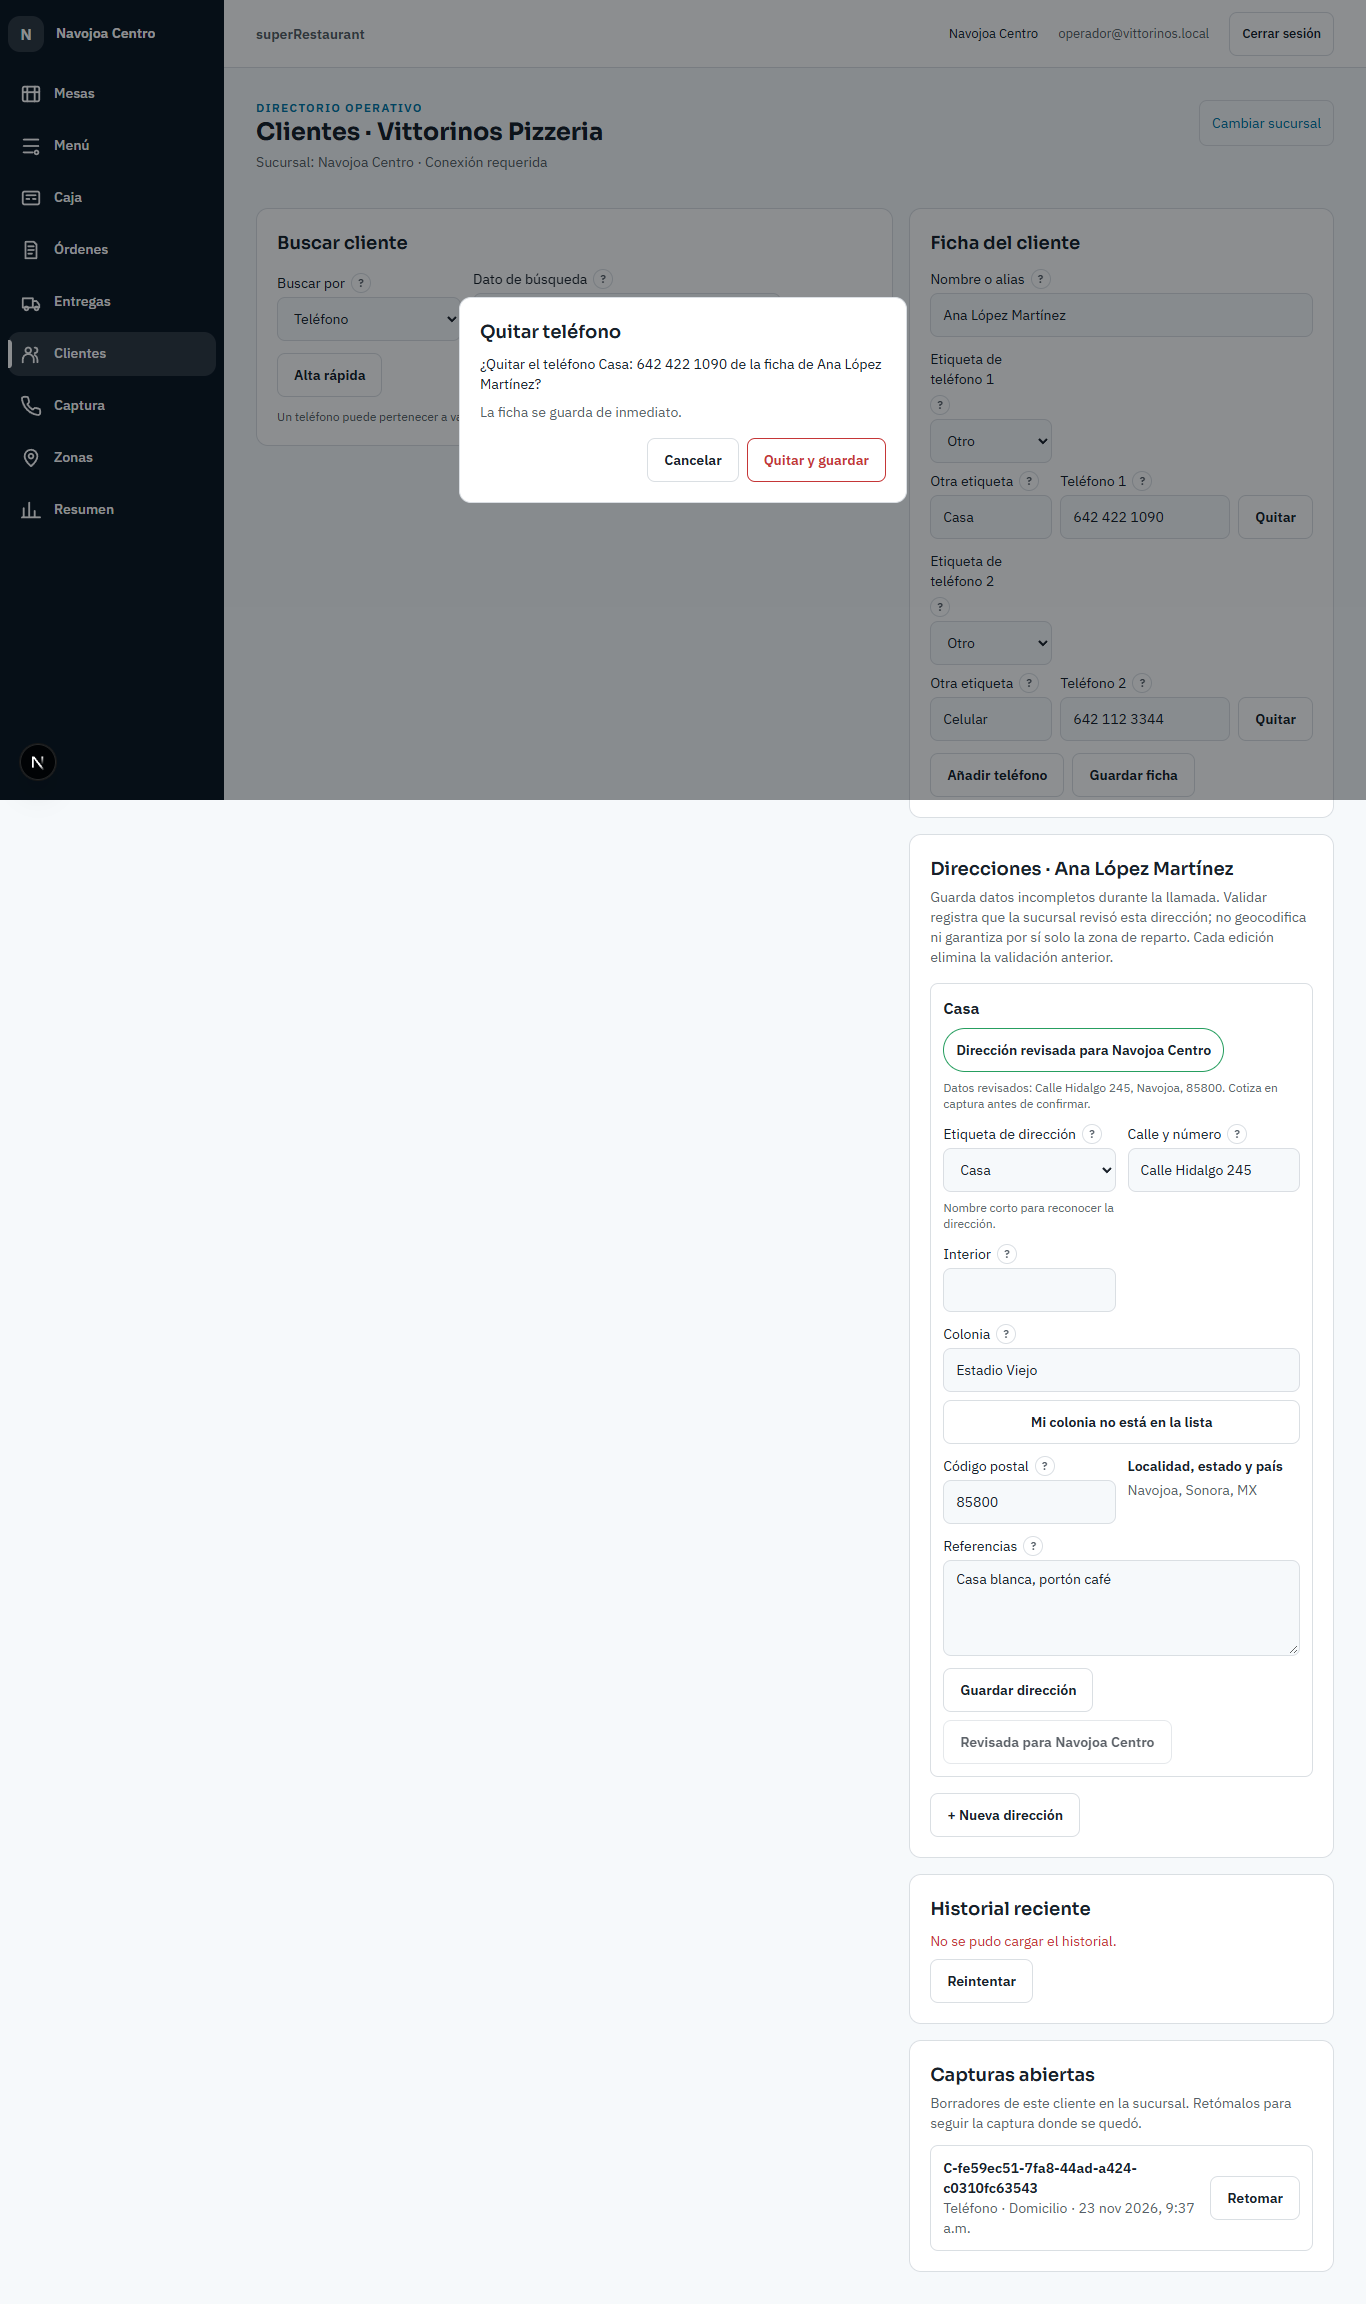 N Navojoa Centro
Mesas
Menú
Caja
Órdenes
Entregas
Clientes
Captura
Zonas
Resumen
N
superRestaurant
Navojoa Centro
operador@vittorinos.local
Cerrar sesión
DIRECTORIO OPERATIVO
Clientes · Vittorinos Pizzeria
Sucursal: Navojoa Centro · Conexión requerida
Cambiar sucursal
Buscar cliente
Buscar por ?
Dato de búsqueda ?
Teléfono
Alta rápida
Un teléfono puede pertenecer a
Quitar teléfono
¿Quitar el teléfono Casa: 642 422 1090 de la ficha de Ana López
Martínez?
La ficha se guarda de inmediato.
Cancelar
Quitar y guardar
Ficha del cliente
Nombre o alias ?
Ana López Martínez
Etiqueta de
teléfono 1
?
Otro
Otra etiqueta ? Teléfono 1 ?
Casa 642 422 1090 Quitar
Etiqueta de
teléfono 2
?
Otro
Otra etiqueta ? Teléfono 2 ?
Celular 642 112 3344 Quitar
Añadir teléfono Guardar ficha
Direcciones · Ana López Martínez
Guarda datos incompletos durante la llamada. Validar
registra que la sucursal revisó esta dirección; no geocodifica
ni garantiza por sí solo la zona de reparto. Cada edición
elimina la validación anterior.
Casa
Dirección revisada para Navojoa Centro
Datos revisados: Calle Hidalgo 245, Navojoa, 85800. Cotiza en
captura antes de confirmar.
Etiqueta de dirección ? Calle y número ?
Casa Calle Hidalgo 245
Nombre corto para reconocer la
dirección.
Interior ?
Colonia ?
Estadio Viejo
Mi colonia no está en la lista
Código postal ? Localidad, estado y país
85800 Navojoa, Sonora, MX
Referencias ?
Casa blanca, portón café
Guardar dirección
Revisada para Navojoa Centro
+ Nueva dirección
Historial reciente
No se pudo cargar el historial.
Reintentar
Capturas abiertas
Borradores de este cliente en la sucursal. Retómalos para
seguir la captura donde se quedó.
C-fe59ec51-7fa8-44ad-a424-
c0310fc63543
Teléfono · Domicilio · 23 nov 2026, 9:37
a.m.
Retomar